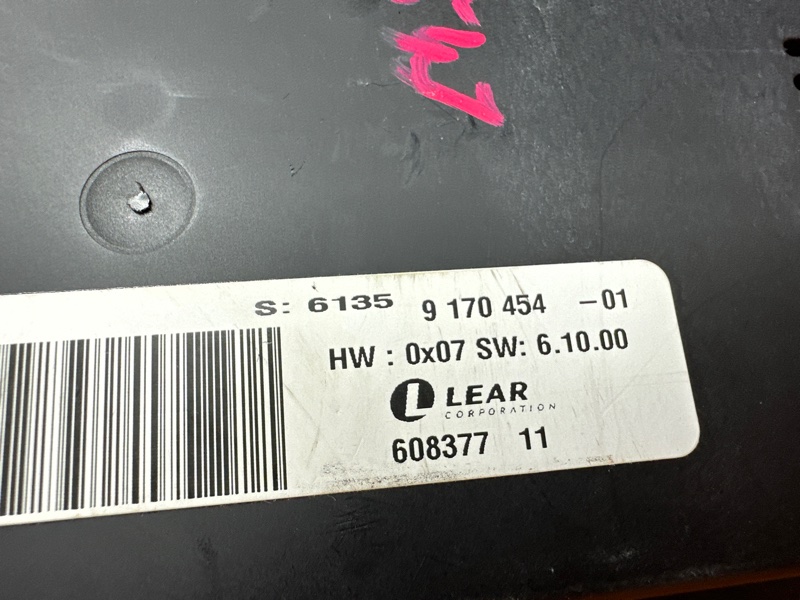 S: 6135 9 170 454 -01
HW : 0x07 SW: 6.10.00
LEAR
CORPORATION
608377 11